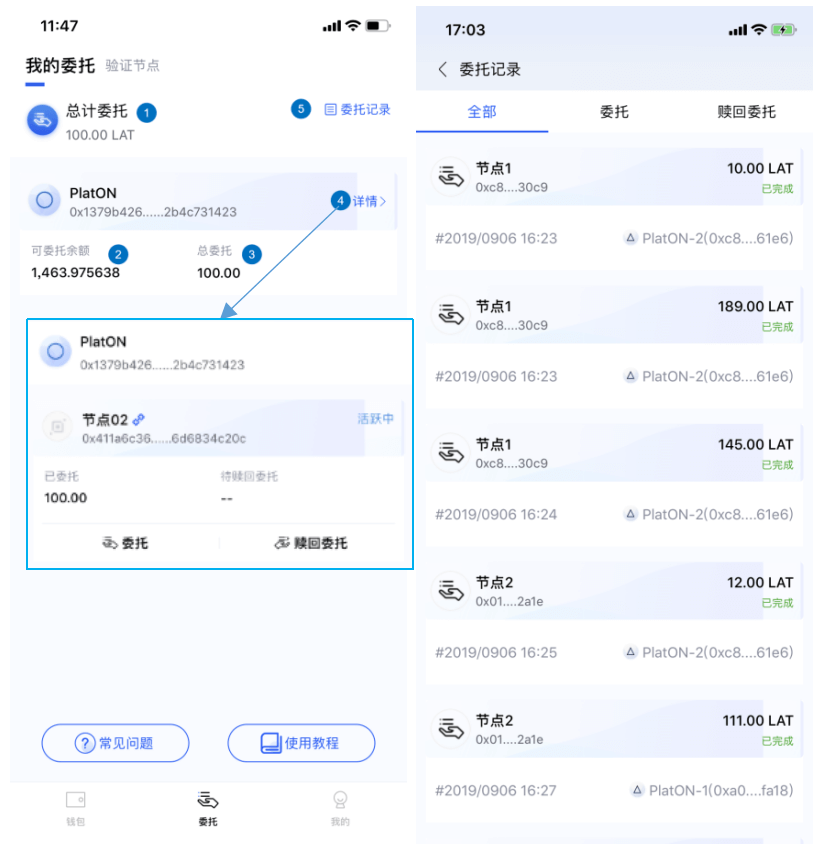 11:47
我的委托 验证节点
总计委托 1
100.00 LAT
5 委托记录
PlatON
0x1379b426......2b4c731423
4 详情>
可委托余额 2
1,463.975638
总委托 3
100.00
PlatON
0x1379b426......2b4c731423
节点02
0x411a6c36......6d6834c20c
活跃中
已委托
100.00
待赎回委托
--
委托
赎回委托
常见问题
使用教程
钱包
委托
我的
17:03
委托记录
全部
委托
赎回委托
节点1
0xc8....30c9
10.00 LAT
已完成
#2019/0906 16:23
PlatON-2(0xc8....61e6)
节点1
0xc8....30c9
189.00 LAT
已完成
#2019/0906 16:23
PlatON-2(0xc8....61e6)
节点1
0xc8....30c9
145.00 LAT
已完成
#2019/0906 16:24
PlatON-2(0xc8....61e6)
节点2
0x01....2a1e
12.00 LAT
已完成
#2019/0906 16:25
PlatON-2(0xc8....61e6)
节点2
0x01....2a1e
111.00 LAT
已完成
#2019/0906 16:27
PlatON-1(0xa0....fa18)